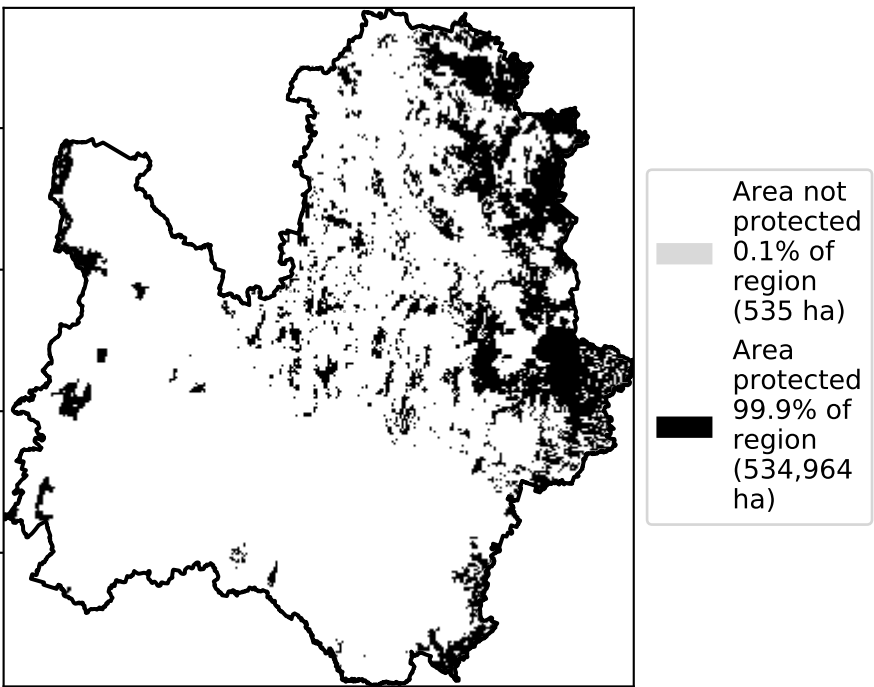 Area not
protected
0.1% of
region
(535 ha)
Area
protected
99.9% of
region
(534,964
ha)